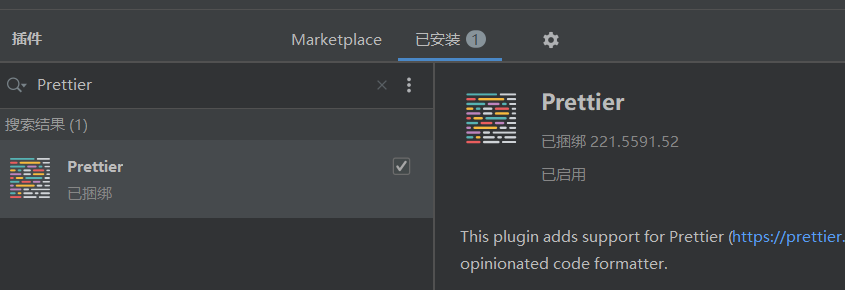 插件
Marketplace
已安装 1
Prettier
搜索结果 (1)
Prettier
已捆绑
Prettier
已捆绑 221.5591.52
已启用
This plugin adds support for Prettier (https://prettier.
opinionated code formatter.